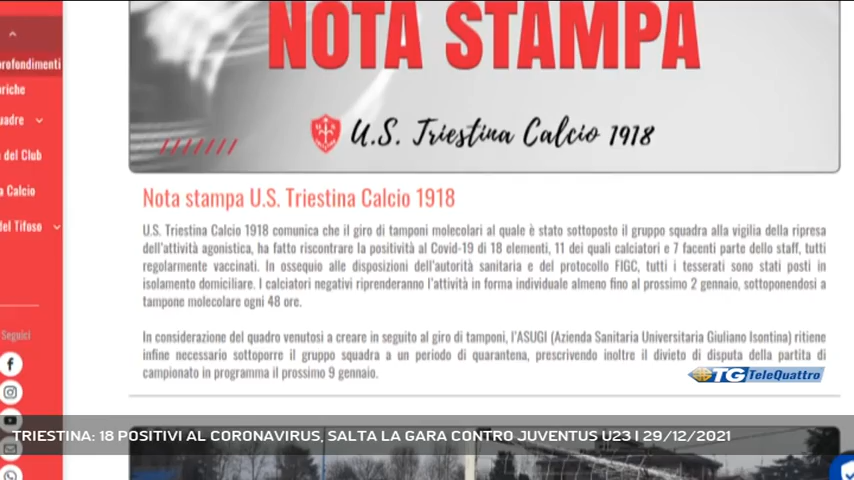 NOTA STAMPA
U.S. Triestina Calcio 1918
profondimenti
riche
uadre
e del Club
a Calcio
del Tifoso
Seguici
Nota stampa U.S. Triestina Calcio 1918
U.S. Triestina Calcio 1918 comunica che il giro di tamponi molecolari al quale è stato sottoposto il gruppo squadra alla vigilia della ripresa
dell'attività agonistica, ha fatto riscontrare la positività al Covid-19 di 18 elementi, 11 dei quali calciatori e 7 facenti parte dello staff, tutti
regolarmente vaccinati. In ossequio alle disposizioni dell'autorità sanitaria e del protocollo FIGC, tutti i tesserati sono stati posti in
isolamento domiciliare. I calciatori negativi riprenderanno l'attività in forma individuale almeno fino al prossimo 2 gennaio, sottoponendosi a
tampone molecolare ogni 48 ore.
In considerazione del quadro venutosi a creare in seguito al giro di tamponi, l'ASUGI (Azienda Sanitaria Universitaria Giuliano Isontina) ritiene
infine necessario sottoporre il gruppo squadra a un periodo di quarantena, prescrivendo inoltre il divieto di disputa della partita di
campionato in programma il prossimo 9 gennaio.
TG TeleQuattro
TRIESTINA: 18 POSITIVI AL CORONAVIRUS, SALTA LA GARA CONTRO JUVENTUS U23 | 29/12/2021